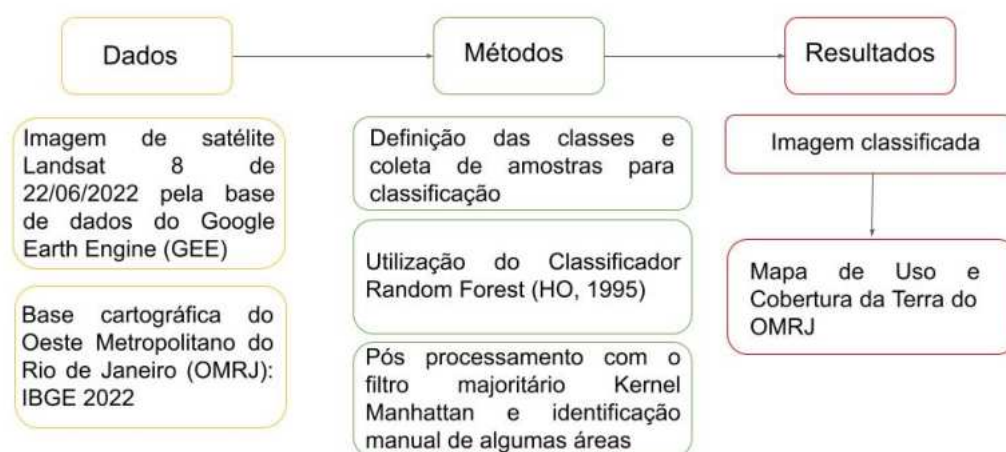 Dados
Métodos
Resultados
Imagem de satélite
Landsat 8 de
22/06/2022 pela base
de dados do Google
Earth Engine (GEE)
Base cartográfica do
Oeste Metropolitano do
Rio de Janeiro (OMRJ):
IBGE 2022
Definição das classes e
coleta de amostras para
classificação
Utilização do Classificador
Random Forest (HO, 1995)
Pós processamento com o
filtro majoritário Kernel
Manhattan e identificação
manual de algumas áreas
Imagem classificada
Mapa de Uso e
Cobertura da Terra do
OMRJ